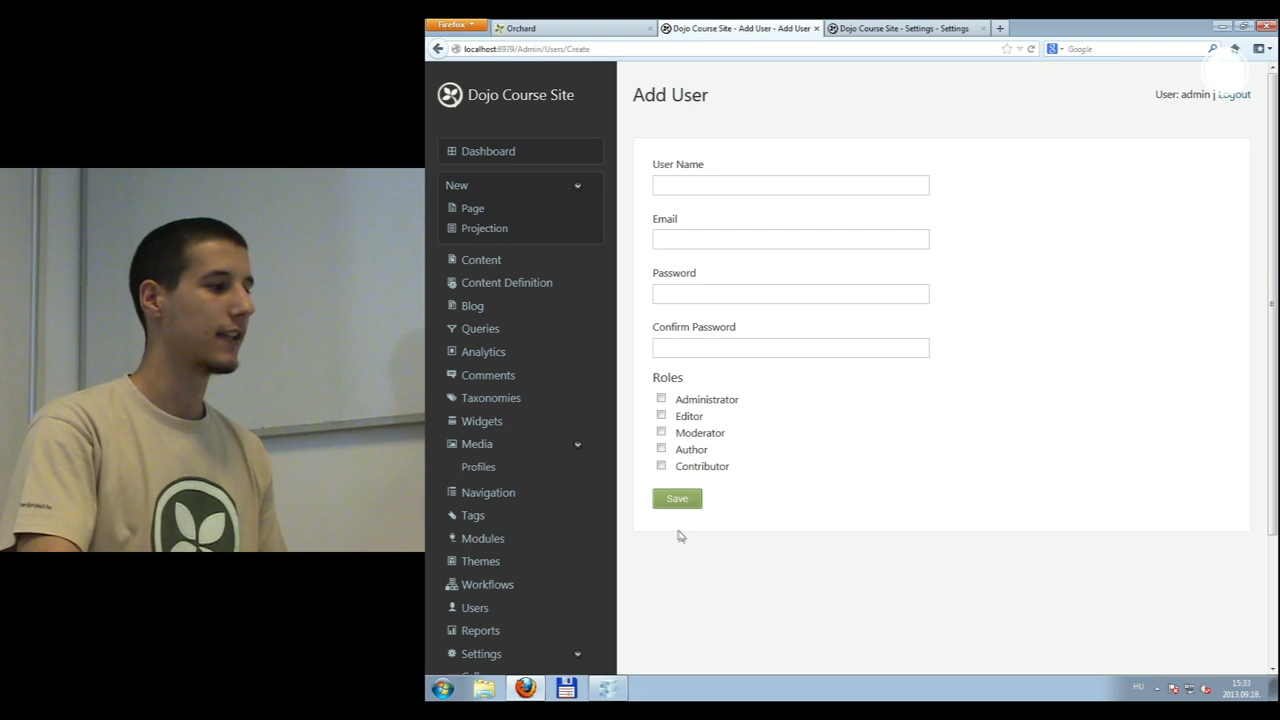 Firefox
Orchard
Dojo Course Site - Add User - Add User
Dojo Course Site - Settings - Settings
localhost:8979/Admin/Users/Create
Google
Dojo Course Site
Add User
User: admin | Logout
Dashboard
New
Page
Projection
Content
Content Definition
Blog
Queries
Analytics
Comments
Taxonomies
Widgets
Media
Profiles
Navigation
Tags
Modules
Themes
Workflows
Users
Reports
Settings
User Name
Email
Password
Confirm Password
Roles
Administrator
Editor
Moderator
Author
Contributor
Save
HU
15:33
2013.09.18.